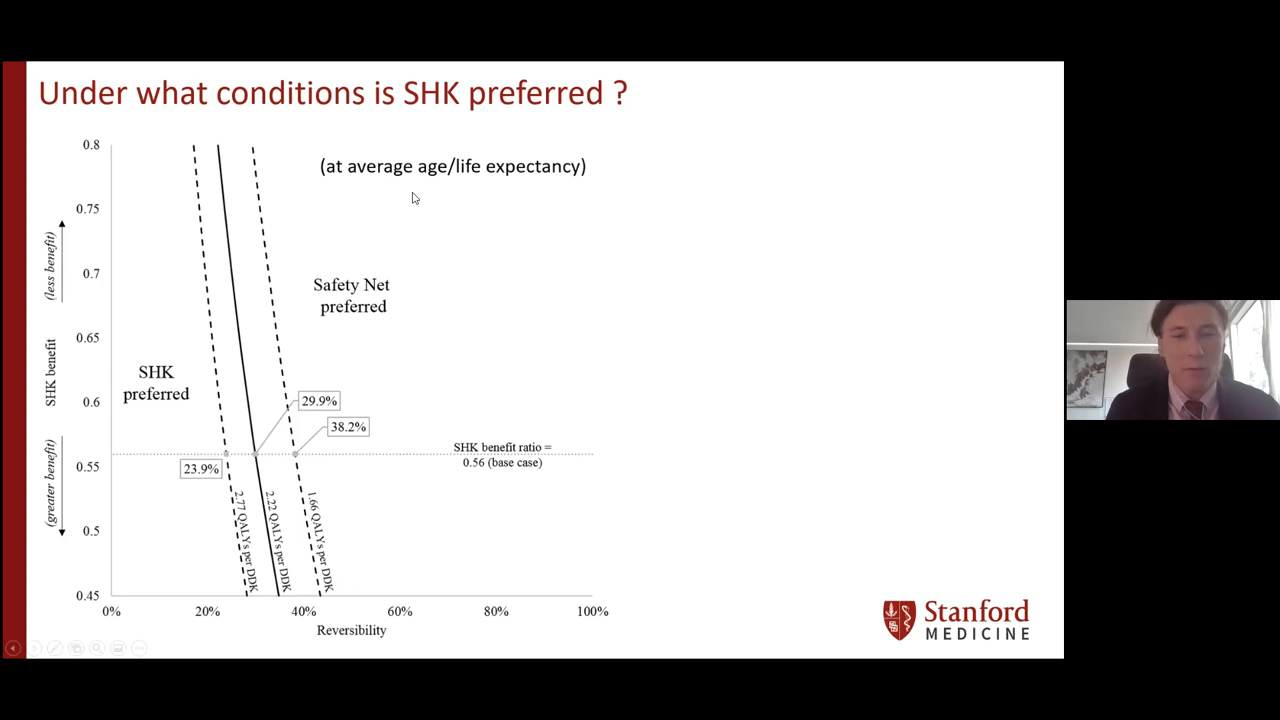 Under what conditions is SHK preferred ?
(at average age/life expectancy)
0.8
0.75
0.7
0.65
0.6
0.55
0.5
0.45
(less benefit)
SHK benefit
(greater benefit)
Safety Net
preferred
SHK
preferred
29.9%
38.2%
23.9%
SHK benefit ratio =
0.56 (base case)
2.77 QALYs per DDK
2.22 QALYs per DDK
1.66 QALYs per DDK
0%
20%
40%
60%
80%
100%
Reversibility
Stanford
MEDICINE